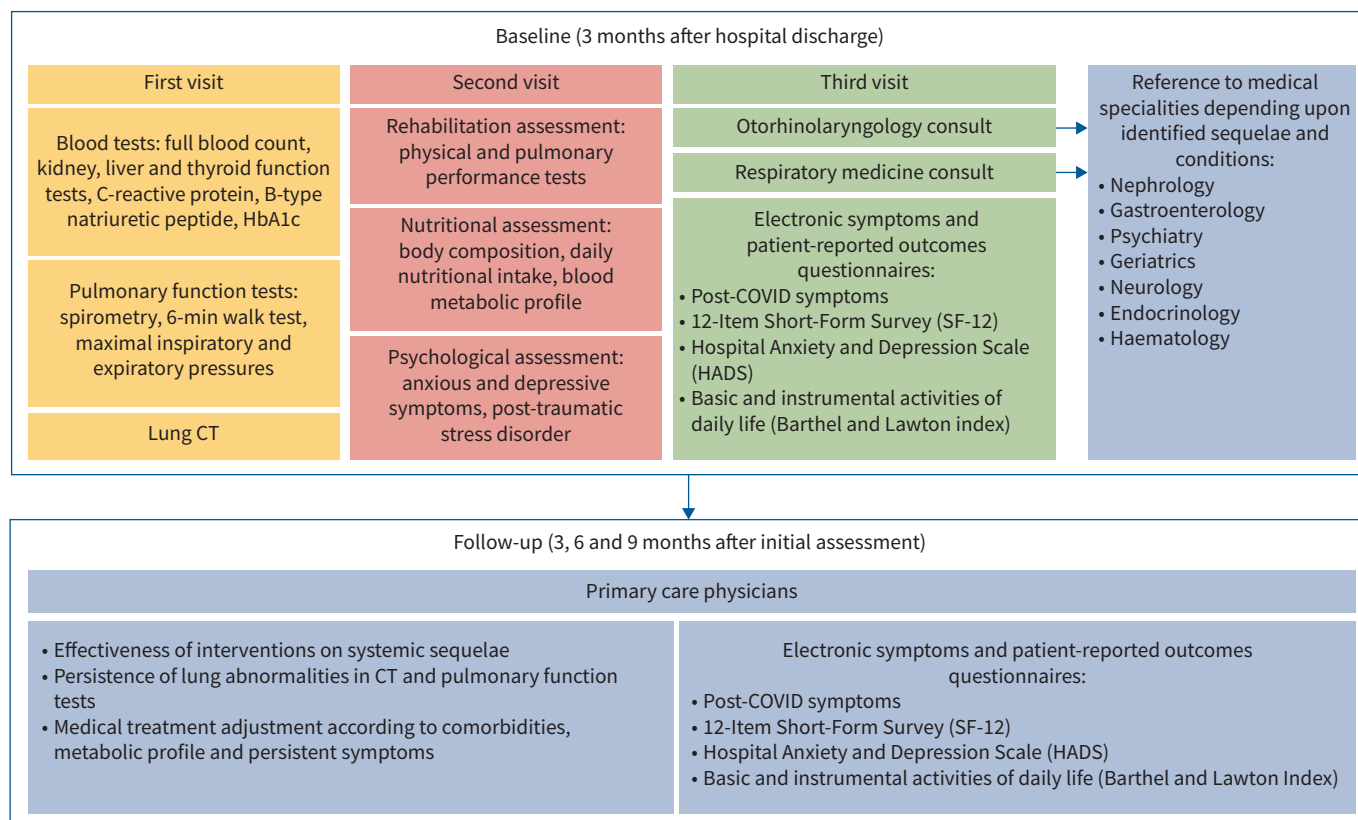 Baseline (3 months after hospital discharge)
First visit
Blood tests: full blood count,
kidney, liver and thyroid function
tests, C-reactive protein, B-type
natriuretic peptide, HbA1c
Pulmonary function tests:
spirometry, 6-min walk test,
maximal inspiratory and
expiratory pressures
Lung CT
Second visit
Rehabilitation assessment:
physical and pulmonary
performance tests
Nutritional assessment:
body composition, daily
nutritional intake, blood
metabolic profile
Psychological assessment:
anxious and depressive
symptoms, post-traumatic
stress disorder
Third visit
Otorhinolaryngology consult
Respiratory medicine consult
Electronic symptoms and
patient-reported outcomes
questionnaires:
• Post-COVID symptoms
• 12-Item Short-Form Survey (SF-12)
• Hospital Anxiety and Depression Scale
(HADS)
• Basic and instrumental activities of
daily life (Barthel and Lawton index)
Reference to medical
specialities depending upon
identified sequelae and
conditions:
• Nephrology
• Gastroenterology
• Psychiatry
• Geriatrics
• Neurology
• Endocrinology
• Haematology
Follow-up (3, 6 and 9 months after initial assessment)
Primary care physicians
• Effectiveness of interventions on systemic sequelae
• Persistence of lung abnormalities in CT and pulmonary function
tests
• Medical treatment adjustment according to comorbidities,
metabolic profile and persistent symptoms
Electronic symptoms and patient-reported outcomes
questionnaires:
• Post-COVID symptoms
• 12-Item Short-Form Survey (SF-12)
• Hospital Anxiety and Depression Scale (HADS)
• Basic and instrumental activities of daily life (Barthel and Lawton Index)